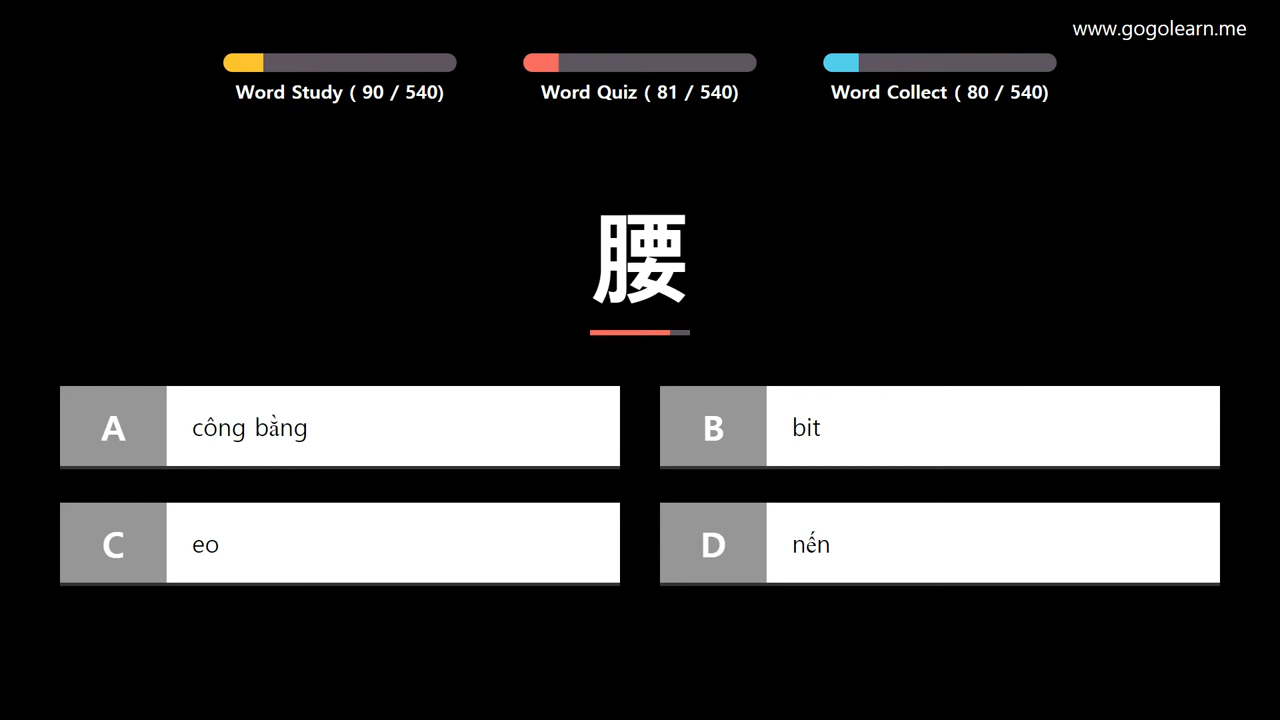 www.gogolearn.me
Word Study ( 90 / 540)
Word Quiz ( 81 / 540)
Word Collect ( 80 / 540)
腰
A công bằng
B bit
C eo
D nến